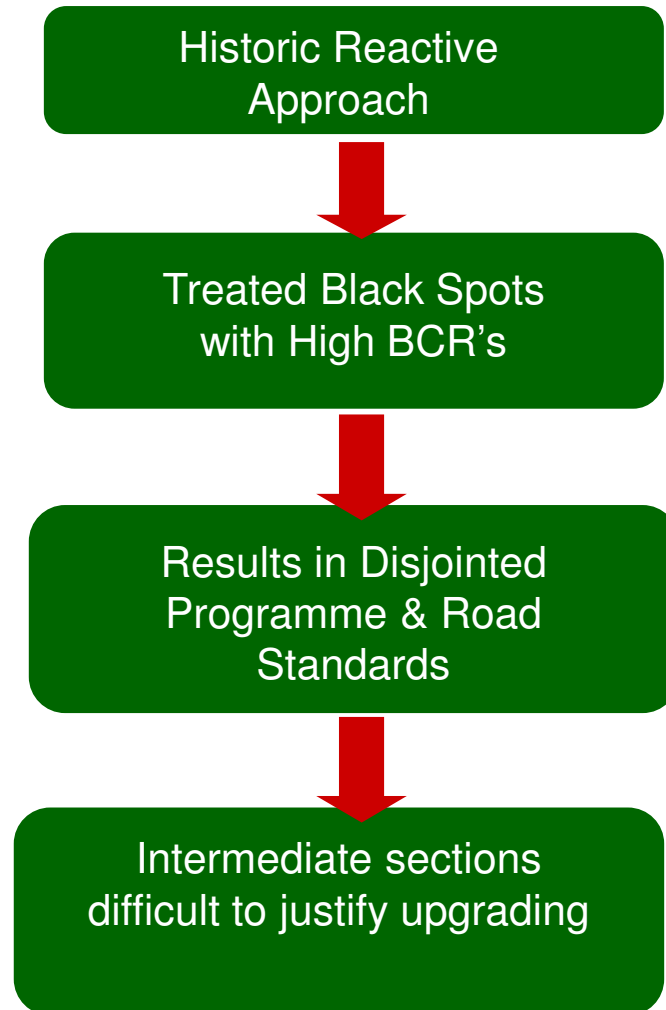 Historic Reactive
Approach
Treated Black Spots
with High BCR’s
Results in Disjointed
Programme & Road
Standards
Intermediate sections
difficult to justify upgrading